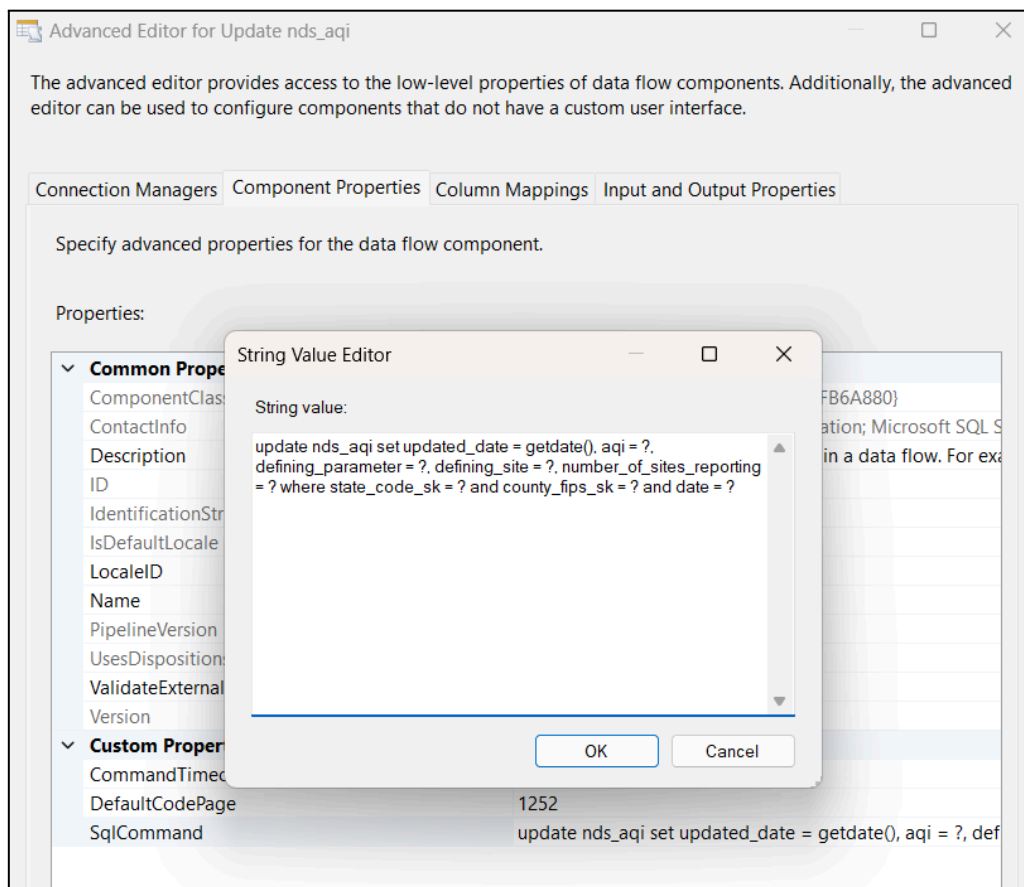 Advanced Editor for Update nds_aqi
The advanced editor provides access to the low-level properties of data flow components. Additionally, the advanced
editor can be used to configure components that do not have a custom user interface.
Connection Managers Component Properties Column Mappings Input and Output Properties
Specify advanced properties for the data flow component.
Properties:
Common Prope
ComponentClas FB6A880}
ContactInfo ation; Microsoft SQL S
Description in a data flow. For exa
ID
IdentificationStr
IsDefaultLocale
LocaleID
Name
PipelineVersion
UsesDisposition
ValidateExternal
Version
Custom Proper
CommandTimeo
DefaultCodePage 1252
SqlCommand update nds_aqi set updated_date = getdate(), aqi = ?, def
String Value Editor
String value:
update nds_aqi set updated_date = getdate(), aqi = ?,
defining_parameter = ?, defining_site = ?, number_of_sites_reporting
= ? where state_code_sk = ? and county_fips_sk = ? and date = ?
OK Cancel